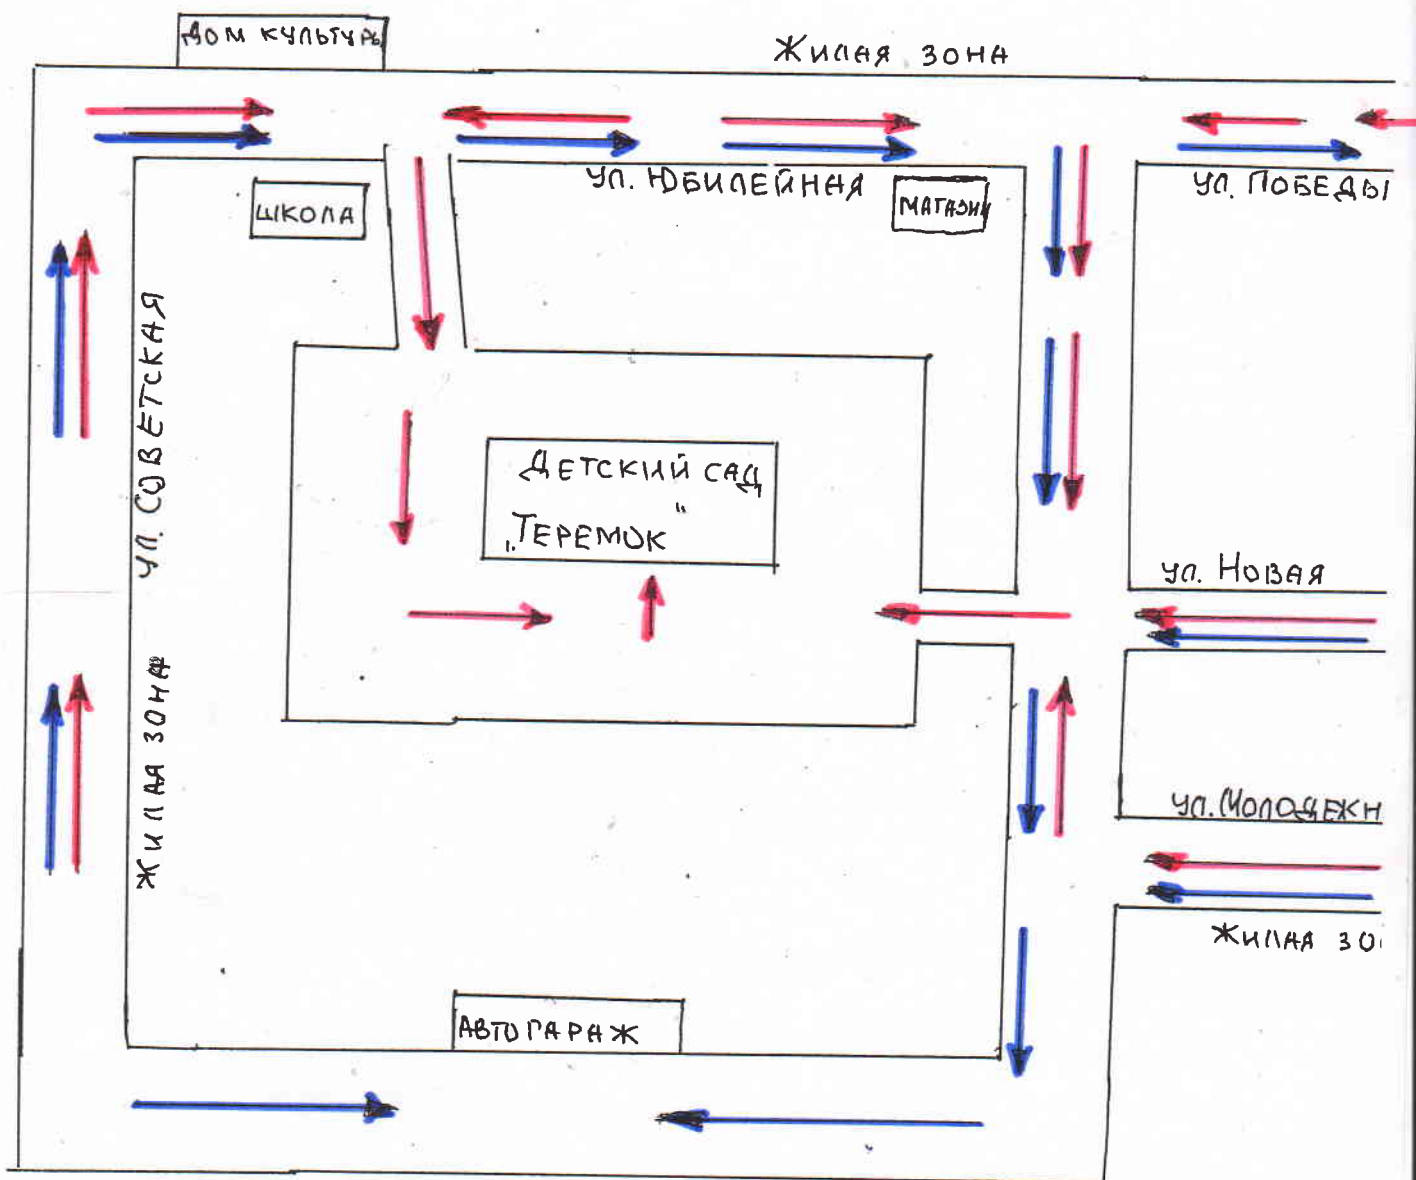 ДОМ КУЛЬТУРЫ
ЖИЛАЯ ЗОНА
УЛ. ЮБИЛЕЙНАЯ
УЛ. ПОБЕДЫ
ШКОЛА
МАГАЗИН
УЛ. СОВЕТСКАЯ
ДЕТСКИЙ САД
„ТЕРЕМОК"
УЛ. НОВАЯ
ЖИЛАЯ ЗОНА
УЛ. МОЛОДЕЖН
ЖИЛАЯ ЗО
АВТОГАРАЖ